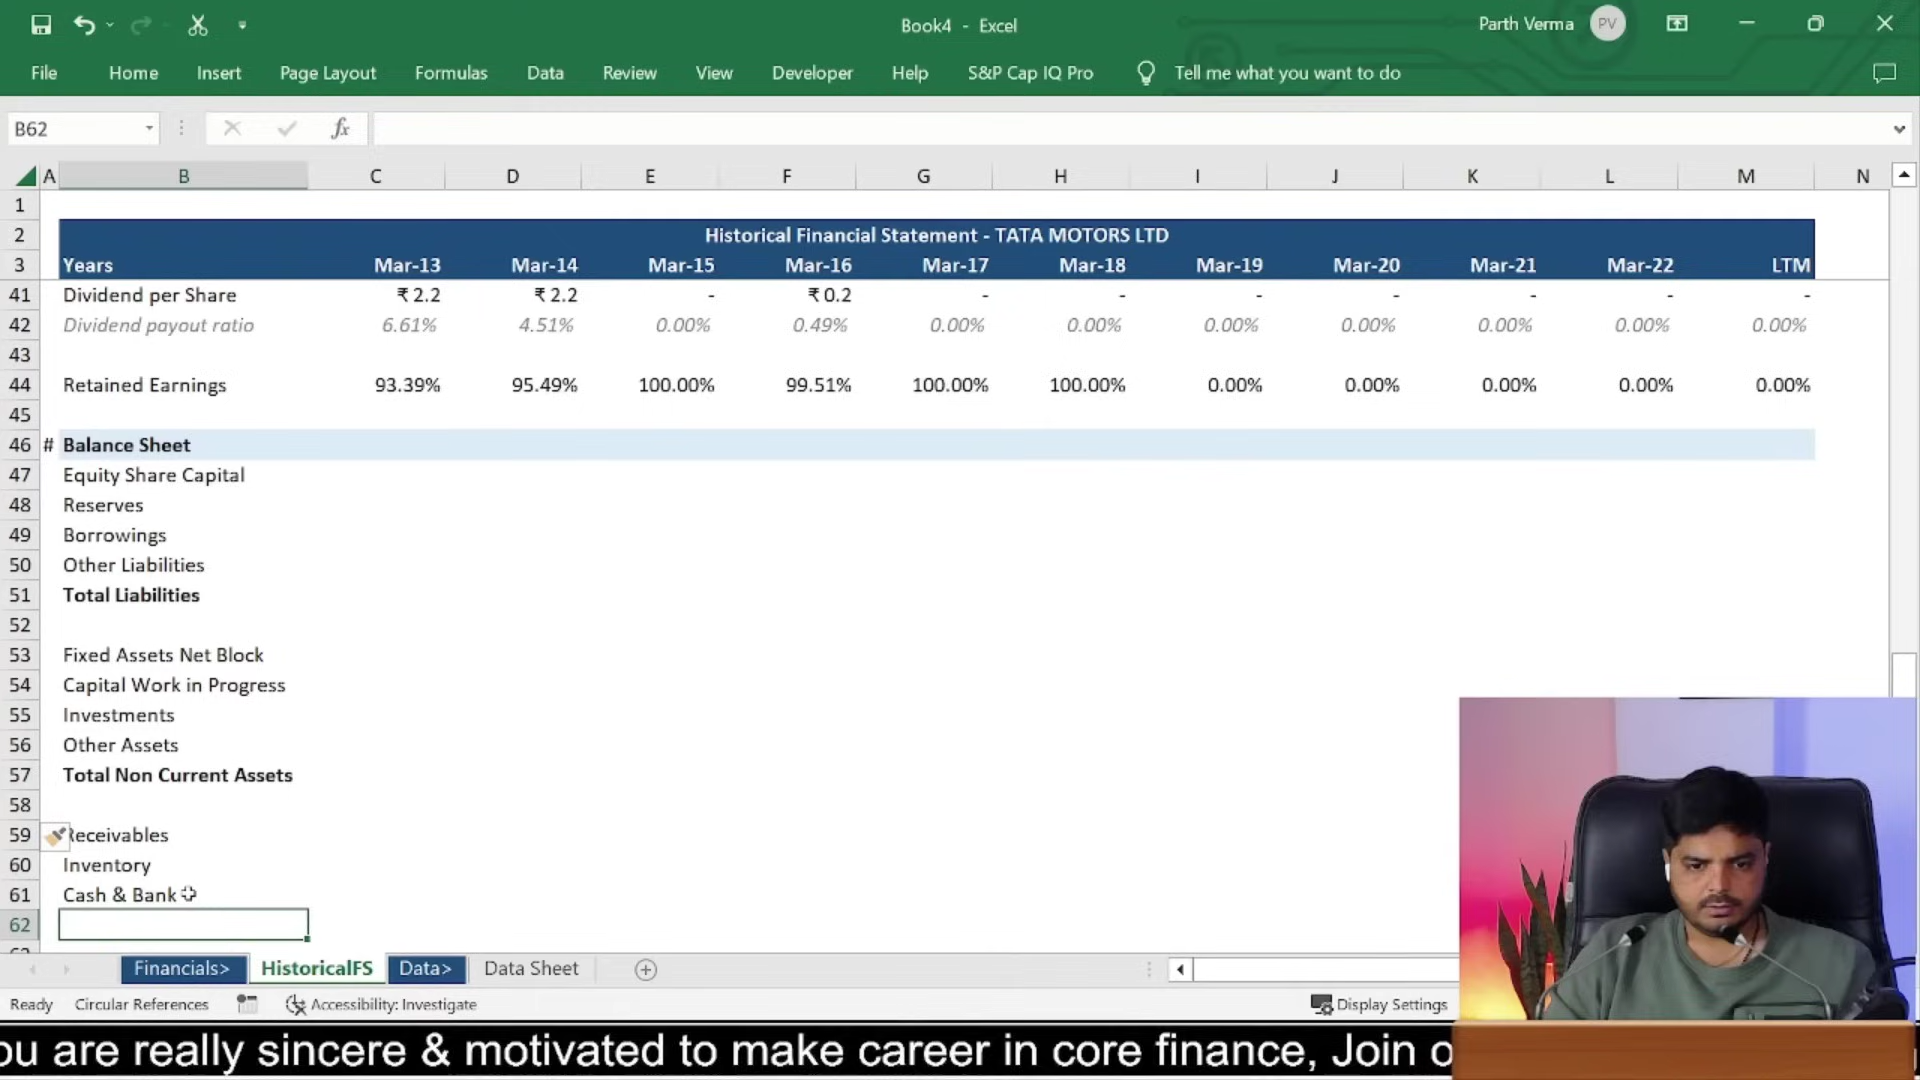 Book4 - Excel
Parth Verma PV
File Home Insert Page Layout Formulas Data Review View Developer Help S&P Cap IQ Pro Tell me what you want to do
B62 fx
A B C D E F G H I J K L M N
1
2 Historical Financial Statement - TATA MOTORS LTD
3 Years Mar-13 Mar-14 Mar-15 Mar-16 Mar-17 Mar-18 Mar-19 Mar-20 Mar-21 Mar-22 LTM
41 Dividend per Share ₹ 2.2 ₹ 2.2 - ₹ 0.2 - - - - - - -
42 Dividend payout ratio 6.61% 4.51% 0.00% 0.49% 0.00% 0.00% 0.00% 0.00% 0.00% 0.00% 0.00%
43
44 Retained Earnings 93.39% 95.49% 100.00% 99.51% 100.00% 100.00% 0.00% 0.00% 0.00% 0.00% 0.00%
45
46 # Balance Sheet
47 Equity Share Capital
48 Reserves
49 Borrowings
50 Other Liabilities
51 Total Liabilities
52
53 Fixed Assets Net Block
54 Capital Work in Progress
55 Investments
56 Other Assets
57 Total Non Current Assets
58
59 Receivables
60 Inventory
61 Cash & Bank
62
Financials> HistoricalFS Data> Data Sheet
Ready Circular References Accessibility: Investigate Display Settings
ou are really sincere & motivated to make career in core finance, Join o